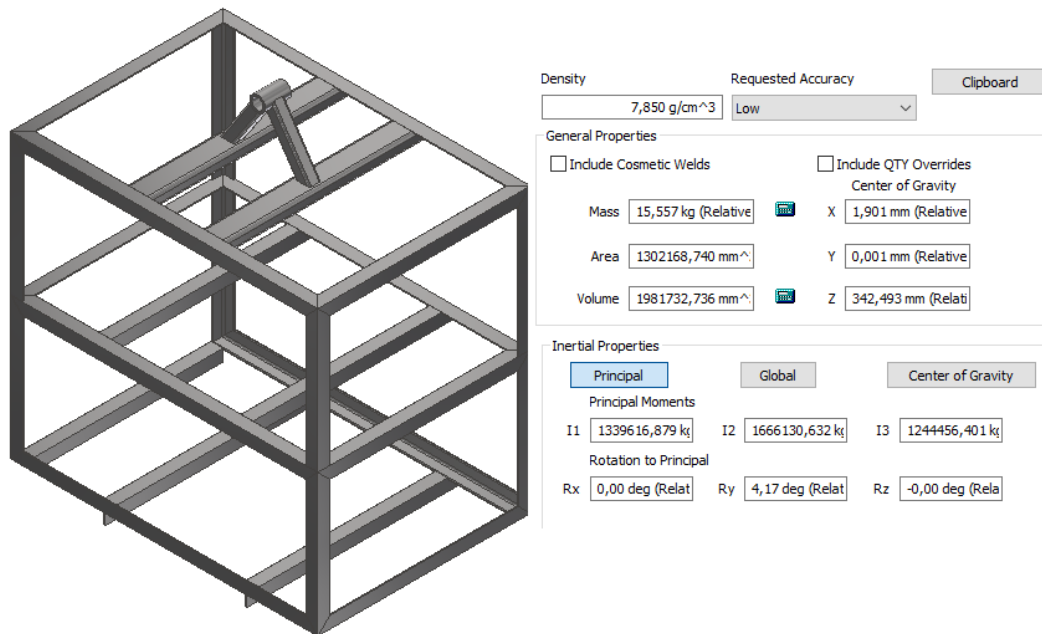 Density
Requested Accuracy
Clipboard
7,850 g/cm^3
Low
General Properties
Include Cosmetic Welds
Include QTY Overrides
Center of Gravity
Mass 15,557 kg (Relative X 1,901 mm (Relative
Area 1302168,740 mm^ Y 0,001 mm (Relative
Volume 1981732,736 mm^ Z 342,493 mm (Relati
Inertial Properties
Principal Global Center of Gravity
Principal Moments
I1 1339616,879 kg I2 1666130,632 kg I3 1244456,401 kg
Rotation to Principal
Rx 0,00 deg (Relat Ry 4,17 deg (Relat Rz -0,00 deg (Rela